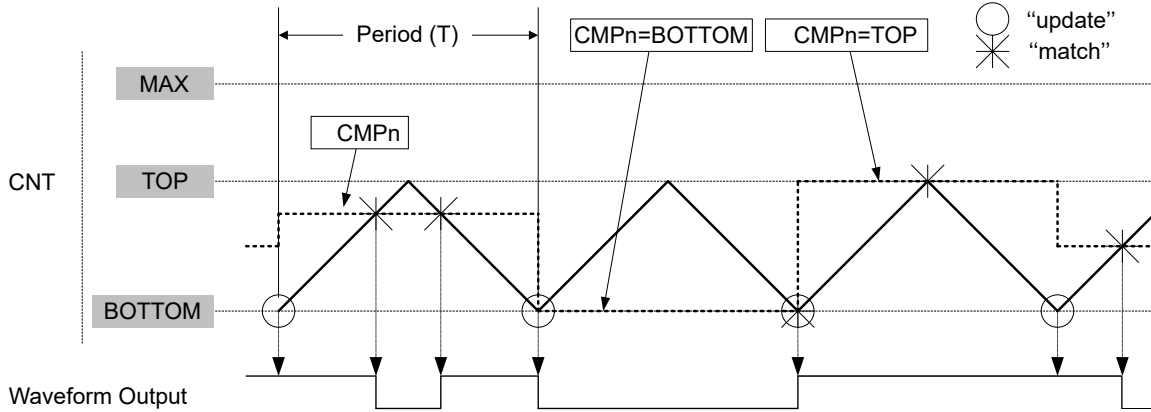 Period (T)
CMPn=BOTTOM
CMPn=TOP
“update”
“match”
MAX
CMPn
CNT
TOP
BOTTOM
Waveform Output